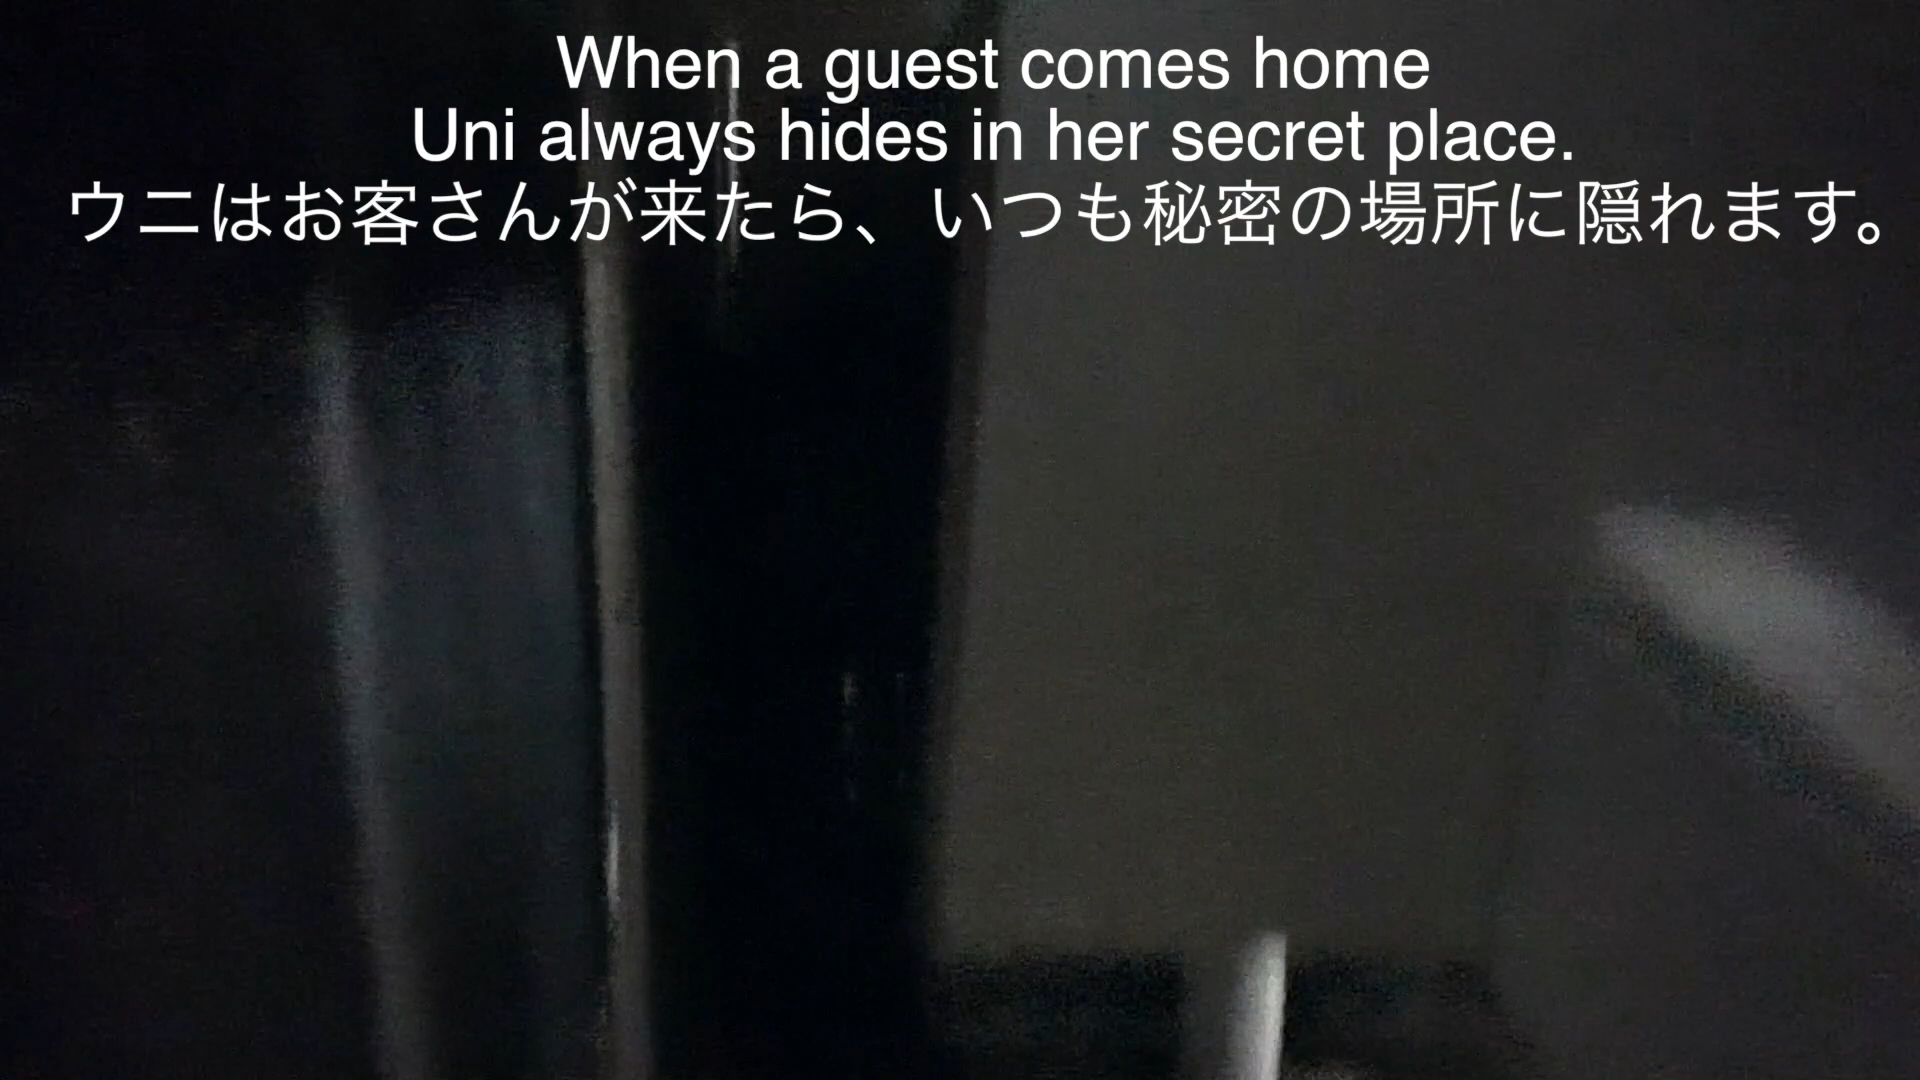 When a guest comes home
Uni always hides in her secret place.
ウニはお客さんが来たら、いつも秘密の場所に隠れます。